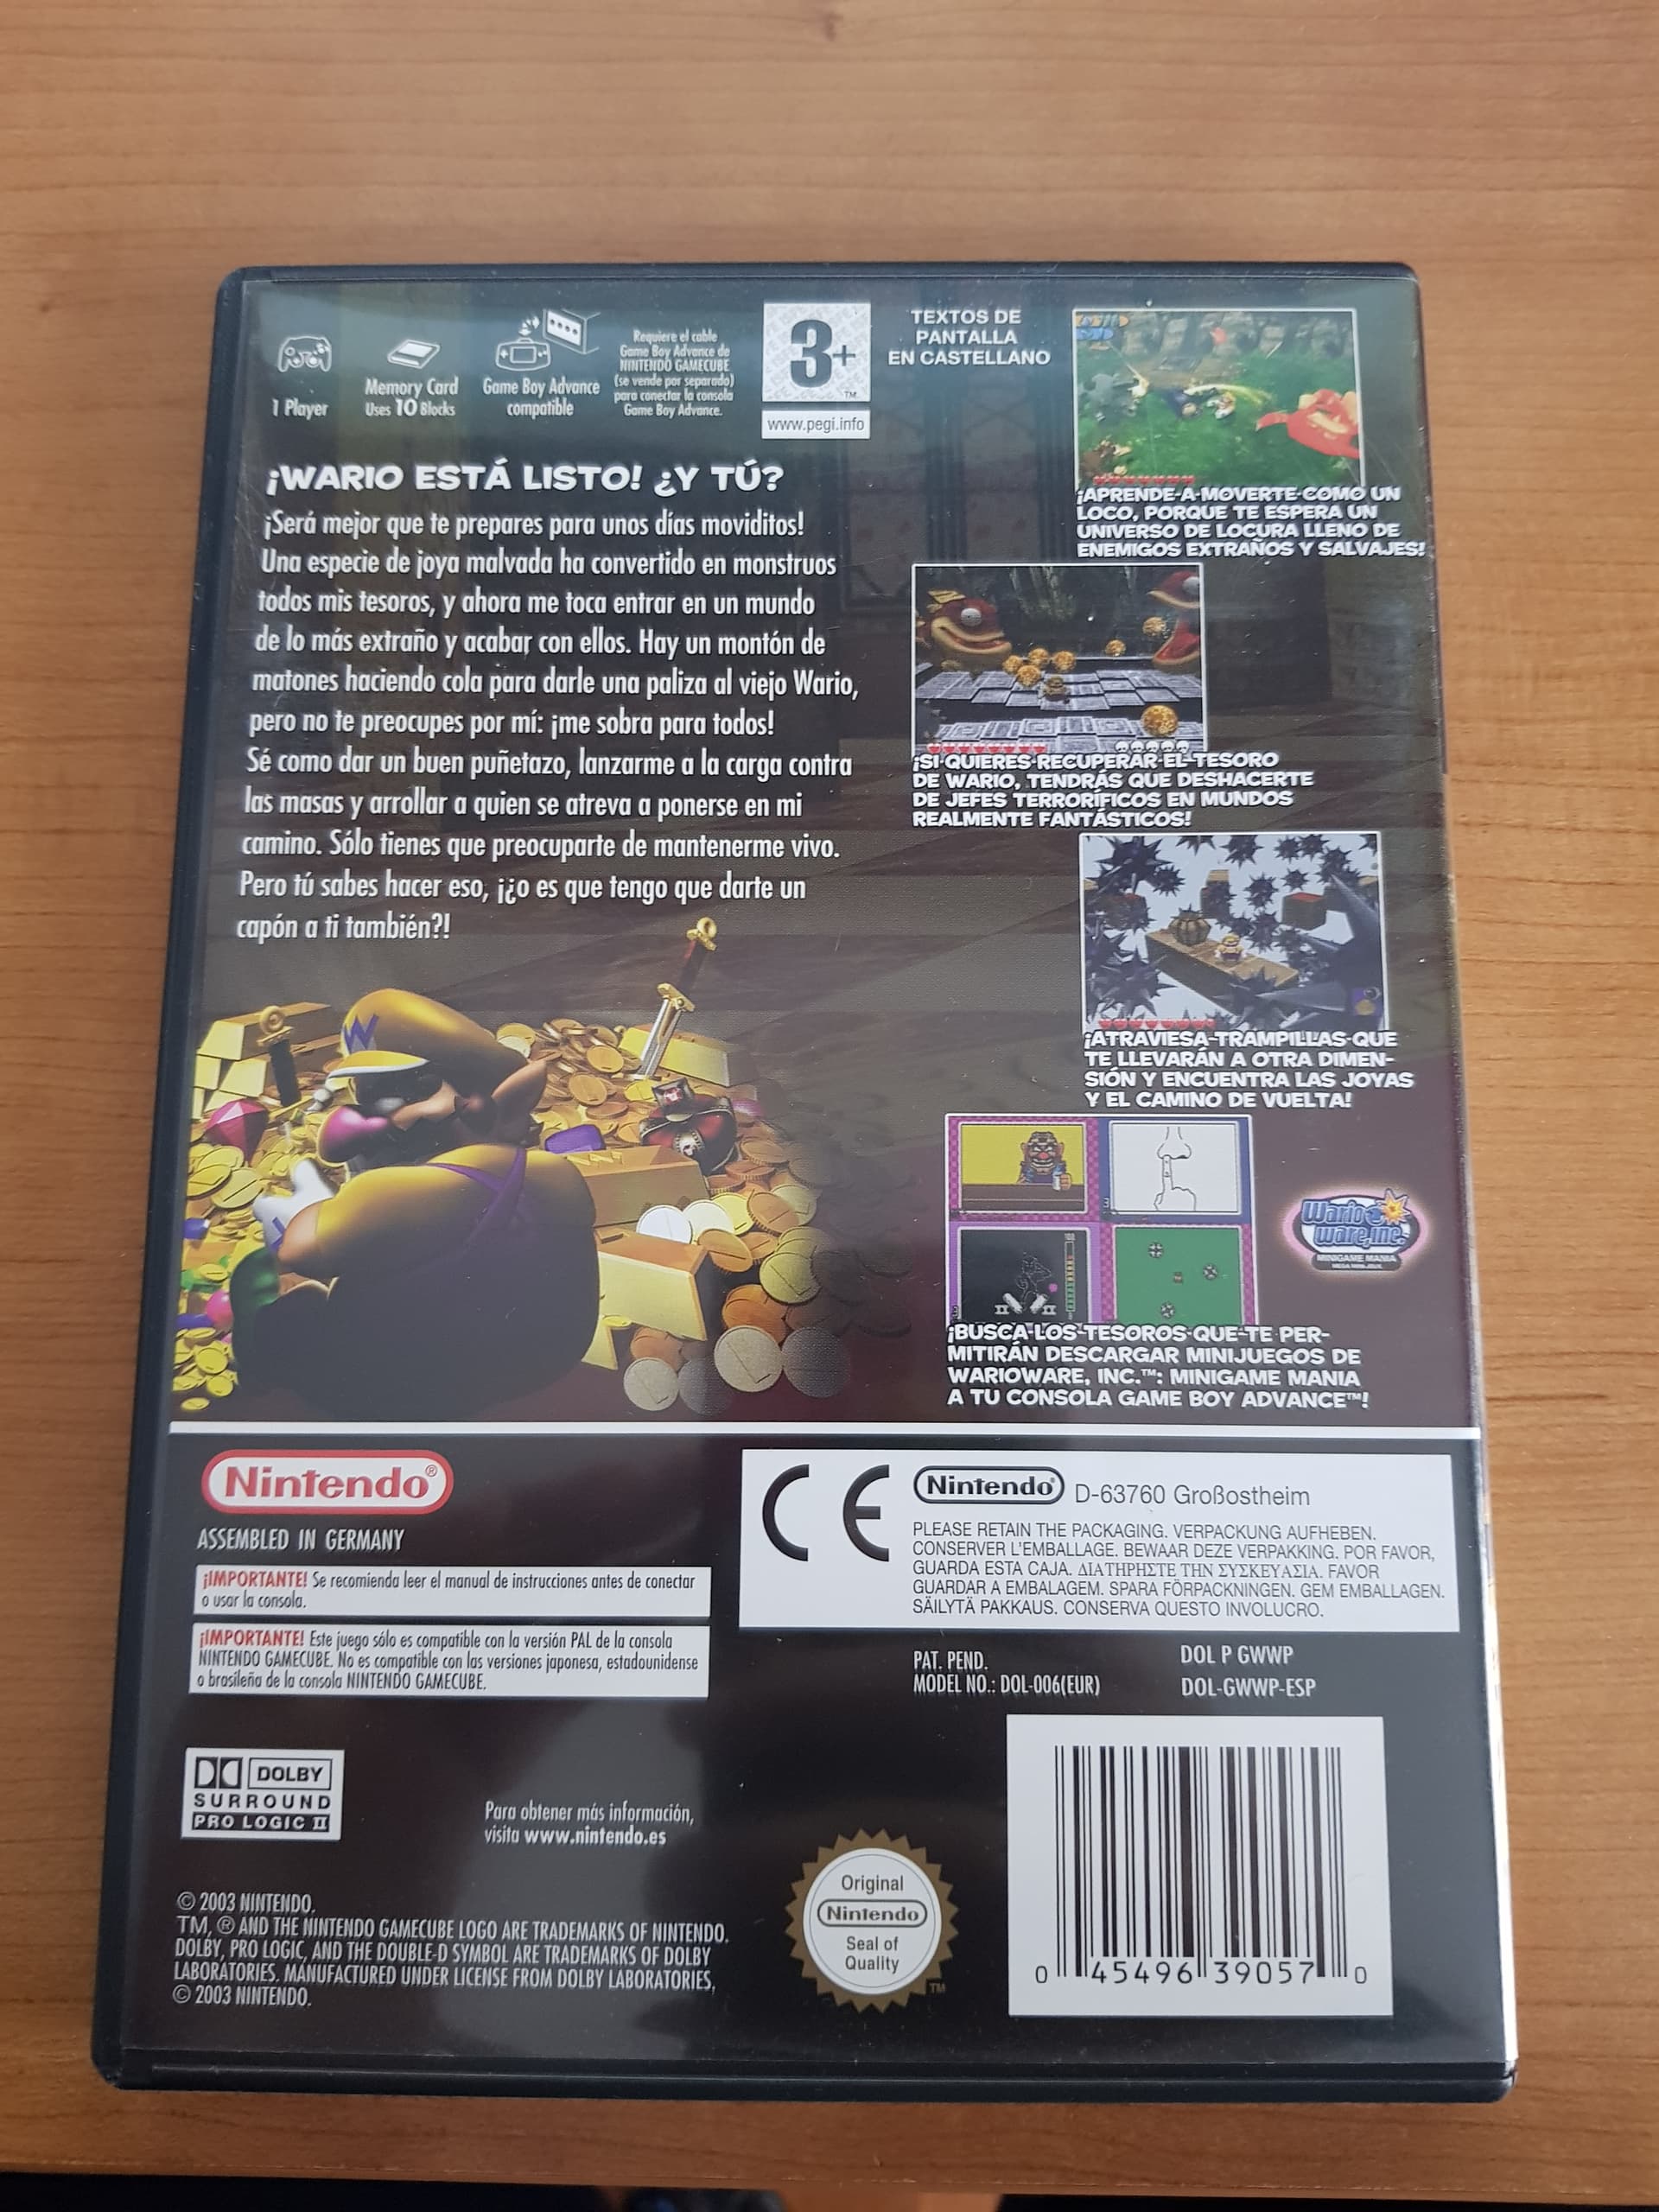 1 Player
Memory Card
Uses 10 Blocks
Game Boy Advance
compatible
Requiere el cable
Game Boy Advance de
NINTENDO GAMECUBE
(se vende por separado)
para conectar la consola
Game Boy Advance.
3+
TM
www.pegi.info
TEXTOS DE
PANTALLA
EN CASTELLANO
¡WARIO ESTÁ LISTO! ¿Y TÚ?
¡Será mejor que te prepares para unos días moviditos!
Una especie de joya malvada ha convertido en monstruos
todos mis tesoros, y ahora me toca entrar en un mundo
de lo más extraño y acabar con ellos. Hay un montón de
matones haciendo cola para darle una paliza al viejo Wario,
pero no te preocupes por mí: ¡me sobra para todos!
Sé como dar un buen puñetazo, lanzarme a la carga contra
las masas y arrollar a quien se atreva a ponerse en mi
camino. Sólo tienes que preocuparte de mantenerme vivo.
Pero tú sabes hacer eso, ¡¿o es que tengo que darte un
capón a ti también?!
¡APRENDE A MOVERTE COMO UN
LOCO, PORQUE TE ESPERA UN
UNIVERSO DE LOCURA LLENO DE
ENEMIGOS EXTRAÑOS Y SALVAJES!
¡SI QUIERES RECUPERAR EL TESORO
DE WARIO, TENDRÁS QUE DESHACERTE
DE JEFES TERRORÍFICOS EN MUNDOS
REALMENTE FANTÁSTICOS!
¡ATRAVIESA TRAMPILLAS QUE
TE LLEVARÁN A OTRA DIMEN-
SIÓN Y ENCUENTRA LAS JOYAS
Y EL CAMINO DE VUELTA!
W
Wario
Ware, Inc.
MINIGAME MANIA
¡BUSCA LOS TESOROS QUE TE PER-
MITIRÁN DESCARGAR MINIJUEGOS DE
WARIOWARE, INC.™: MINIGAME MANIA
A TU CONSOLA GAME BOY ADVANCE™!
Nintendo®
ASSEMBLED IN GERMANY
¡IMPORTANTE! Se recomienda leer el manual de instrucciones antes de conectar
o usar la consola.
¡IMPORTANTE! Este juego sólo es compatible con la versión PAL de la consola
NINTENDO GAMECUBE. No es compatible con las versiones japonesa, estadounidense
o brasileña de la consola NINTENDO GAMECUBE.
CE
Nintendo® D-63760 Großostheim
PLEASE RETAIN THE PACKAGING. VERPACKUNG AUFHEBEN.
CONSERVER L'EMBALLAGE. BEWAAR DEZE VERPAKKING. POR FAVOR,
GUARDA ESTA CAJA. ΔΙΑΤΗΡΗΣΤΕ ΤΗΝ ΣΥΣΚΕΥΑΣΙΑ. FAVOR
GUARDAR A EMBALAGEM. SPARA FÖRPACKNINGEN. GEM EMBALLAGEN.
SÄILYTÄ PAKKAUS. CONSERVA QUESTO INVOLUCRO.
PAT. PEND.
MODEL NO.: DOL-006(EUR)
DOL P GWWP
DOL-GWWP-ESP
DOLBY
SURROUND
PRO LOGIC II
Para obtener más información,
visita www.nintendo.es
© 2003 NINTENDO.
TM, ® AND THE NINTENDO GAMECUBE LOGO ARE TRADEMARKS OF NINTENDO.
DOLBY, PRO LOGIC, AND THE DOUBLE-D SYMBOL ARE TRADEMARKS OF DOLBY
LABORATORIES. MANUFACTURED UNDER LICENSE FROM DOLBY LABORATORIES.
© 2003 NINTENDO.
Original
Nintendo
Seal of
Quality
TM
0 45496 39057 0